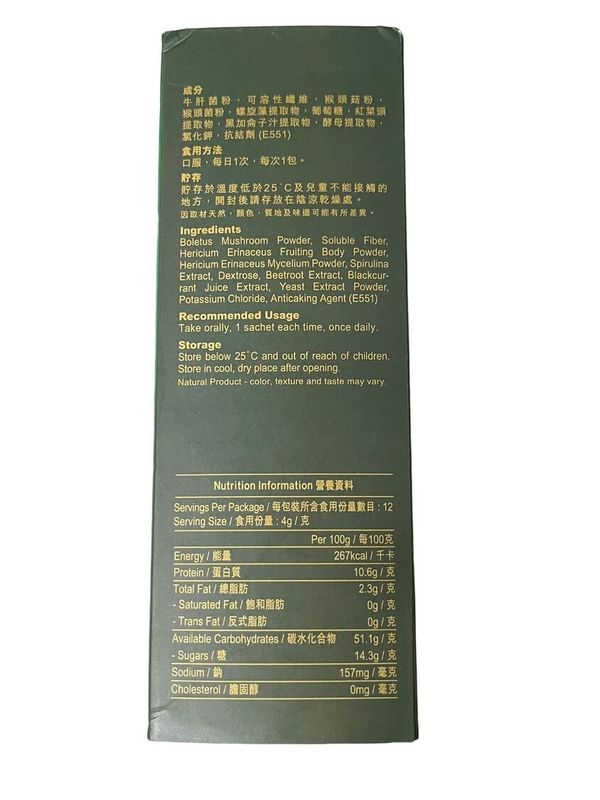 成分
牛肝菌粉，可溶性纖維，猴頭菇粉，
猴頭菌粉，螺旋藻提取物，葡萄糖，紅菜頭
提取物，黑加侖子汁提取物，酵母提取物，
氯化鉀，抗結劑 (E551)
食用方法
口服，每日1次，每次1包。
貯存
貯存於溫度低於25°C及兒童不能接觸的
地方，開封後請存放在陰涼乾燥處。
因取材天然，顏色，質地及味道可能有所差異。
Ingredients
Boletus Mushroom Powder, Soluble Fiber,
Hericium Erinaceus Fruiting Body Powder,
Hericium Erinaceus Mycelium Powder, Spirulina
Extract, Dextrose, Beetroot Extract, Blackcur-
rant Juice Extract, Yeast Extract Powder,
Potassium Chloride, Anticaking Agent (E551)
Recommended Usage
Take orally, 1 sachet each time, once daily.
Storage
Store below 25°C and out of reach of children.
Store in cool, dry place after opening.
Natural Product - color, texture and taste may vary.
Nutrition Information 營養資料
Servings Per Package / 每包裝所含食用份量數目 : 12
Serving Size / 食用份量 : 4g / 克
Per 100g / 每100克
Energy / 能量 267kcal / 千卡
Protein / 蛋白質 10.6g / 克
Total Fat / 總脂肪 2.3g / 克
- Saturated Fat / 飽和脂肪 0g / 克
- Trans Fat / 反式脂肪 0g / 克
Available Carbohydrates / 碳水化合物 51.1g / 克
- Sugars / 糖 14.3g / 克
Sodium / 鈉 157mg / 毫克
Cholesterol / 膽固醇 0mg / 毫克